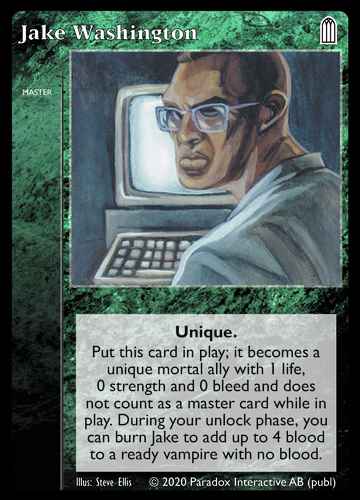 Jake Washington
MASTER
Unique.
Put this card in play; it becomes a
unique mortal ally with 1 life,
0 strength and 0 bleed and does
not count as a master card while in
play. During your unlock phase, you
can burn Jake to add up to 4 blood
to a ready vampire with no blood.
Illus: Steve Ellis © 2020 Paradox Interactive AB (publ)